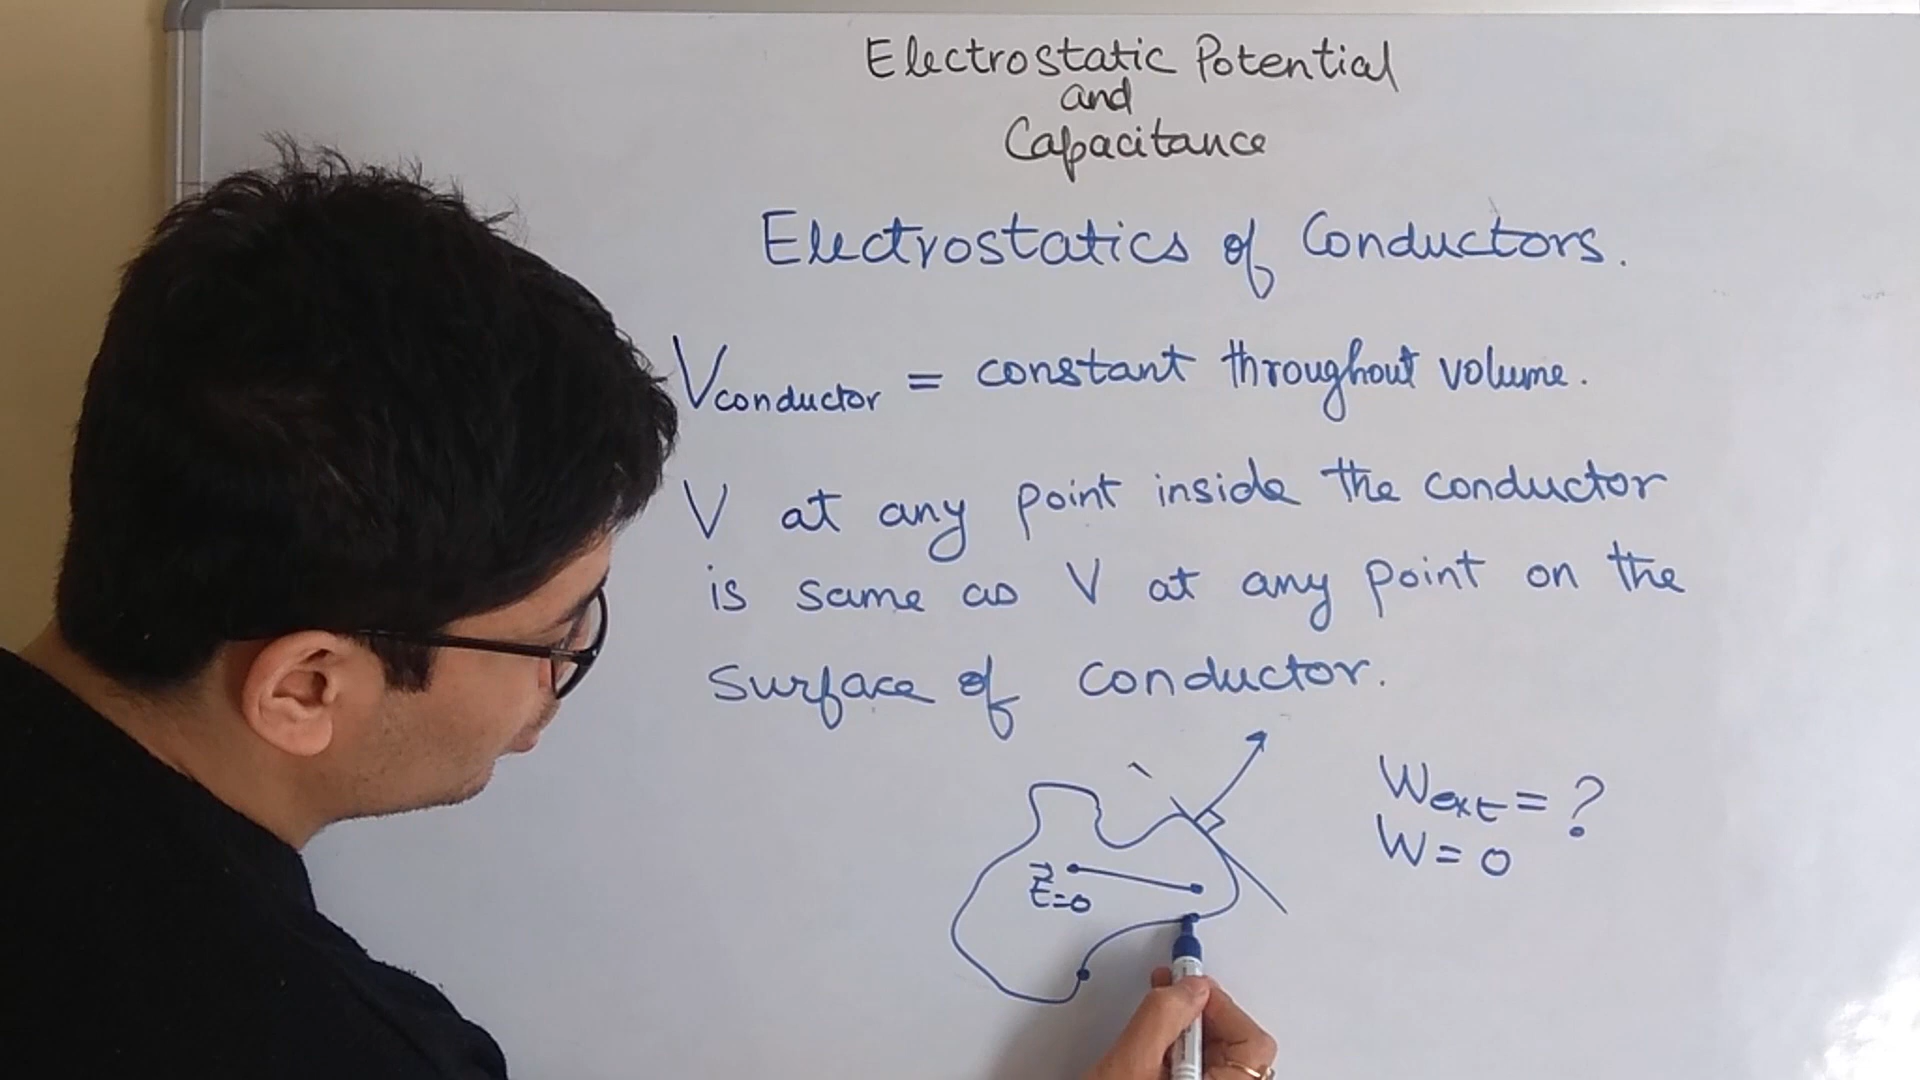 Electrostatic Potential
and
Capacitance
Electrostatics of Conductors.
Vconductor = constant throughout volume.
V at any point inside the conductor
is same as V at any point on the
surface of conductor.
Wext = ?
W = 0
E⃗=0